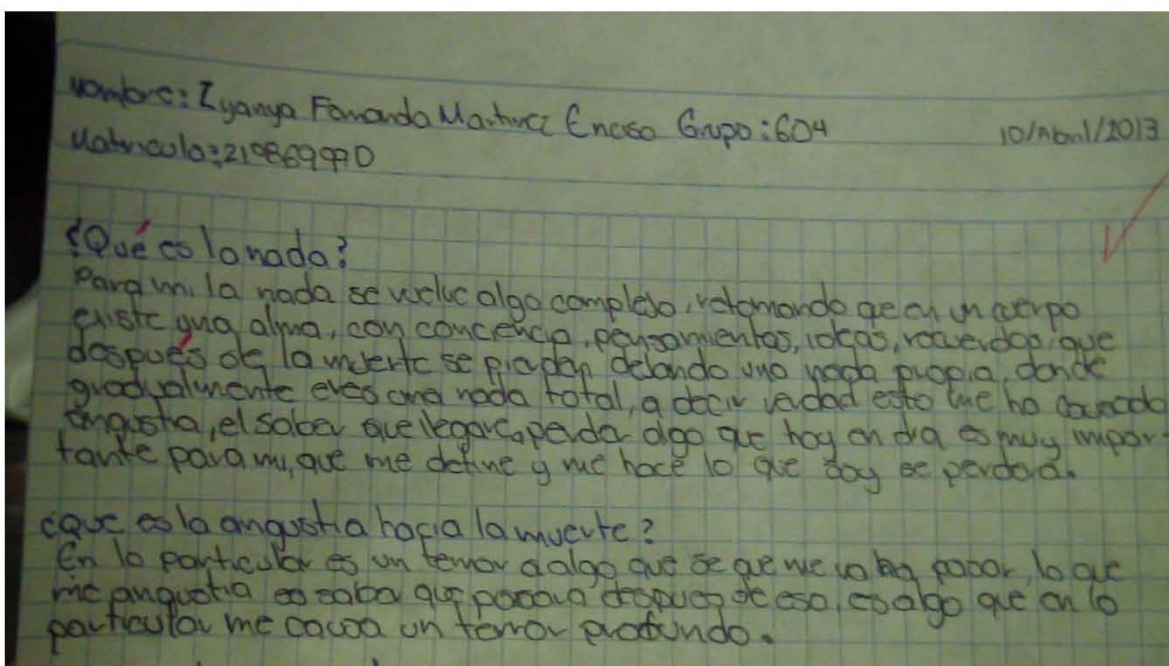 Nombre: Iyanya Fernanda Martinez Enciso Grupo: 604 10/Abril/2013
Matricula: 219869990
¿Qué es la nada?
Para mi la nada se vuelve algo complejo, retomando que en un cuerpo
existe una alma, con conciencia, pensamientos, ideas, recuerdos, que
después de la muerte se pierden dejando una nada propia, donde
gradualmente eres una nada total, a decir verdad esto me ha causado
angustia, el saber que llegare a perder algo que hoy en dia es muy impor-
tante para mi, que me define y me hace lo que soy se perdera.
¿Que es la angustia hacia la muerte?
En lo particular es un temor a algo que se que me va a pasar, lo que
me angustia es saber que pasara despues de eso, es algo que en lo
particular me causa un temor profundo.